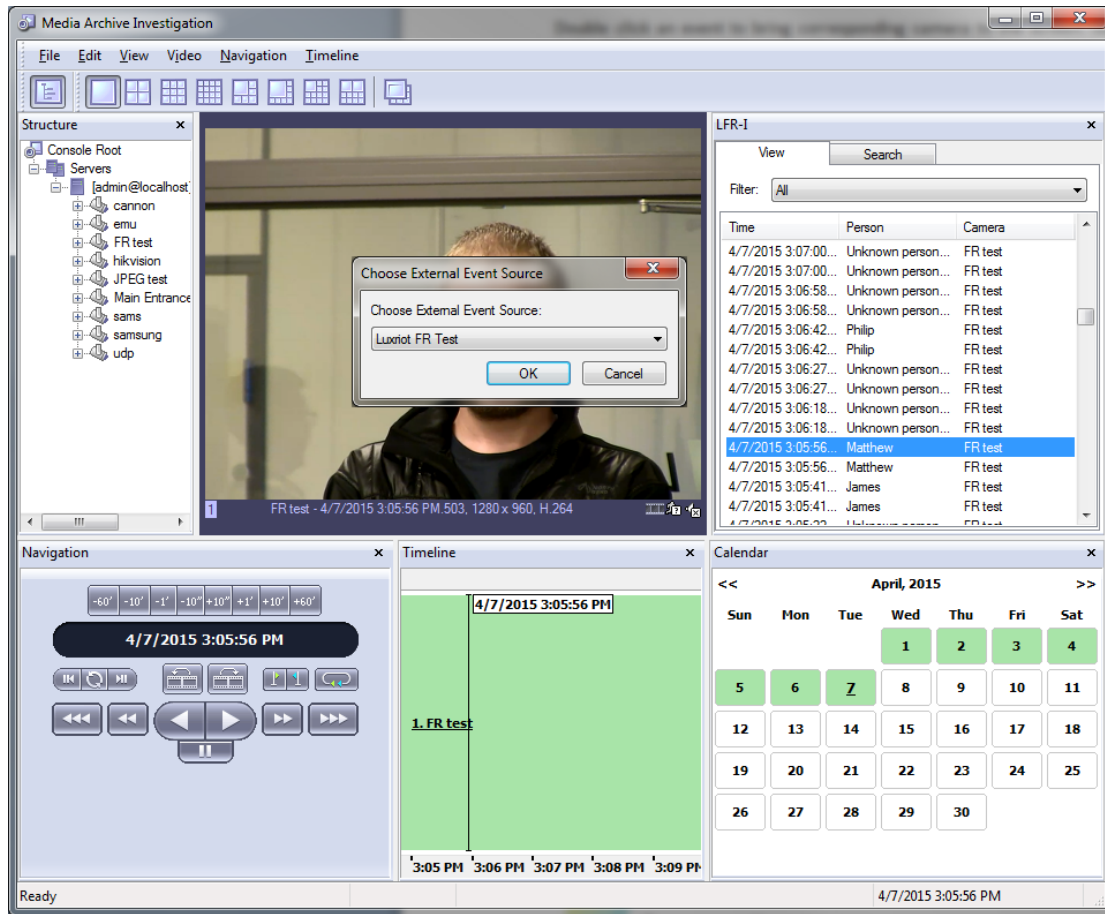 Media Archive Investigation
File Edit View Video Navigation Timeline
Structure
Console Root
Servers
[admin@localhost]
cannon
emu
FR test
hikvision
JPEG test
Main Entrance
sams
samsung
udp
Choose External Event Source
Choose External Event Source:
Luxriot FR Test
OK Cancel
1 FR test - 4/7/2015 3:05:56 PM.503, 1280 x 960, H.264
LFR-I
View Search
Filter: All
Time Person Camera
4/7/2015 3:07:00... Unknown person... FR test
4/7/2015 3:07:00... Unknown person... FR test
4/7/2015 3:06:58... Unknown person... FR test
4/7/2015 3:06:58... Unknown person... FR test
4/7/2015 3:06:42... Philip FR test
4/7/2015 3:06:42... Philip FR test
4/7/2015 3:06:27... Unknown person... FR test
4/7/2015 3:06:27... Unknown person... FR test
4/7/2015 3:06:18... Unknown person... FR test
4/7/2015 3:06:18... Unknown person... FR test
4/7/2015 3:05:56... Matthew FR test
4/7/2015 3:05:56... Matthew FR test
4/7/2015 3:05:41... James FR test
4/7/2015 3:05:41... James FR test
Navigation
-60' -10' -1' -10" +10" +1' +10' +60'
4/7/2015 3:05:56 PM
Timeline
4/7/2015 3:05:56 PM
1. FR test
3:05 PM 3:06 PM 3:07 PM 3:08 PM 3:09 PM
Calendar
<< April, 2015 >>
Sun Mon Tue Wed Thu Fri Sat
1 2 3 4
5 6 7 8 9 10 11
12 13 14 15 16 17 18
19 20 21 22 23 24 25
26 27 28 29 30
Ready 4/7/2015 3:05:56 PM